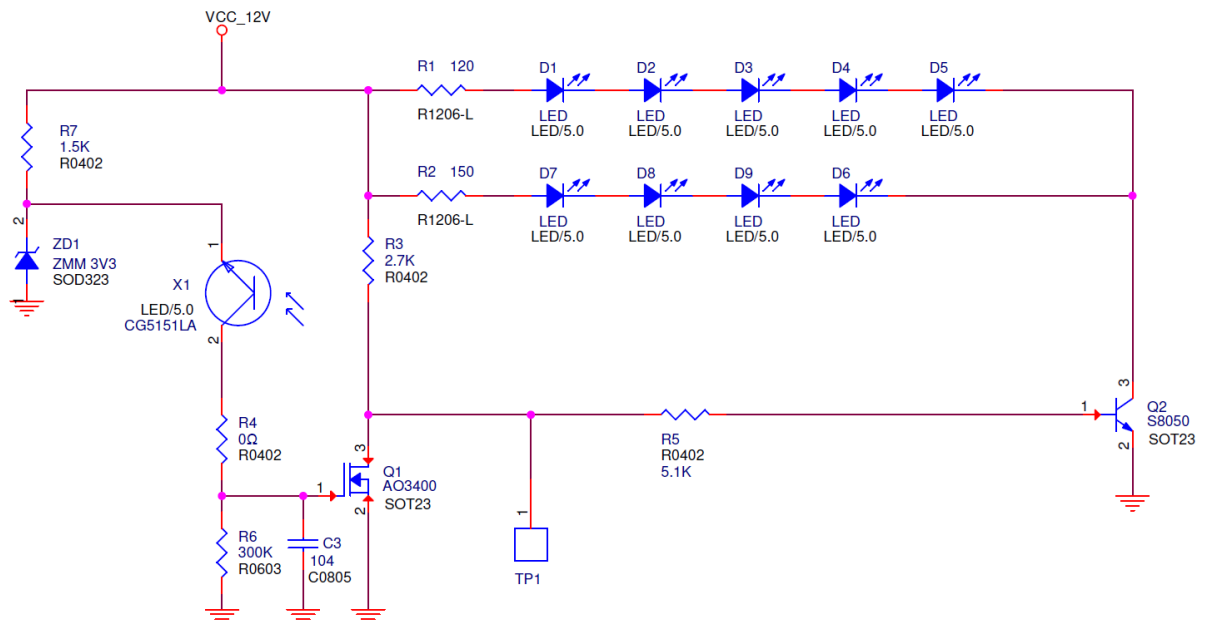 VCC_12V
R1 120
R1206-L
D1
LED
LED/5.0
D2
LED
LED/5.0
D3
LED
LED/5.0
D4
LED
LED/5.0
D5
LED
LED/5.0
R7
1.5K
R0402
R2 150
R1206-L
D7
LED
LED/5.0
D8
LED
LED/5.0
D9
LED
LED/5.0
D6
LED
LED/5.0
2
ZD1
ZMM 3V3
SOD323
1
1
X1
LED/5.0
CG5151LA
2
R3
2.7K
R0402
R4
0Ω
R0402
3
1
Q1
AO3400
SOT23
2
R5
R0402
5.1K
3
1
Q2
S8050
SOT23
2
R6
300K
R0603
C3
104
C0805
1
TP1